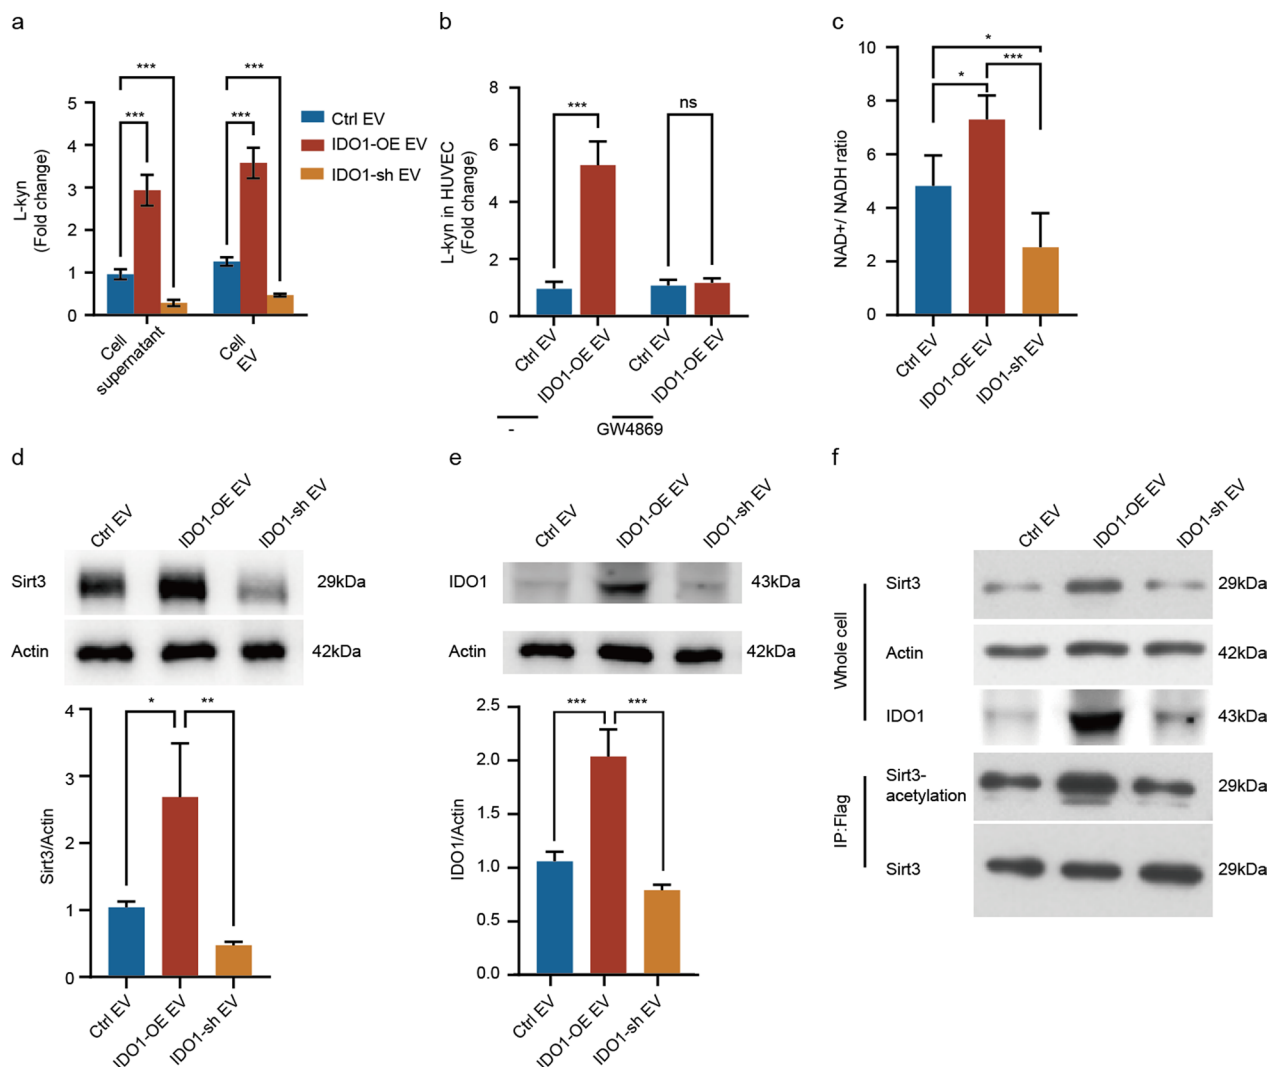 a
L-kyn
(Fold change)
5
4
3
2
1
0
***
***
***
***
Cell
supernatant
Cell
EV
Ctrl EV
IDO1-OE EV
IDO1-sh EV
b
L-kyn in HUVEC
(Fold change)
8
6
4
2
0
***
ns
Ctrl EV
IDO1-OE EV
Ctrl EV
IDO1-OE EV
-
GW4869
c
NAD+/ NADH ratio
10
8
6
4
2
0
*
*
***
Ctrl EV
IDO1-OE EV
IDO1-sh EV
d
Ctrl EV
IDO1-OE EV
IDO1-sh EV
Sirt3
29kDa
Actin
42kDa
Sirt3/Actin
4
3
2
1
0
*
**
Ctrl EV
IDO1-OE EV
IDO1-sh EV
e
Ctrl EV
IDO1-OE EV
IDO1-sh EV
IDO1
43kDa
Actin
42kDa
IDO1/Actin
2.5
2.0
1.5
1.0
0.5
0.0
***
***
Ctrl EV
IDO1-OE EV
IDO1-sh EV
f
Ctrl EV
IDO1-OE EV
IDO1-sh EV
Whole cell
Sirt3
29kDa
Actin
42kDa
IDO1
43kDa
IP:Flag
Sirt3-
acetylation
29kDa
Sirt3
29kDa